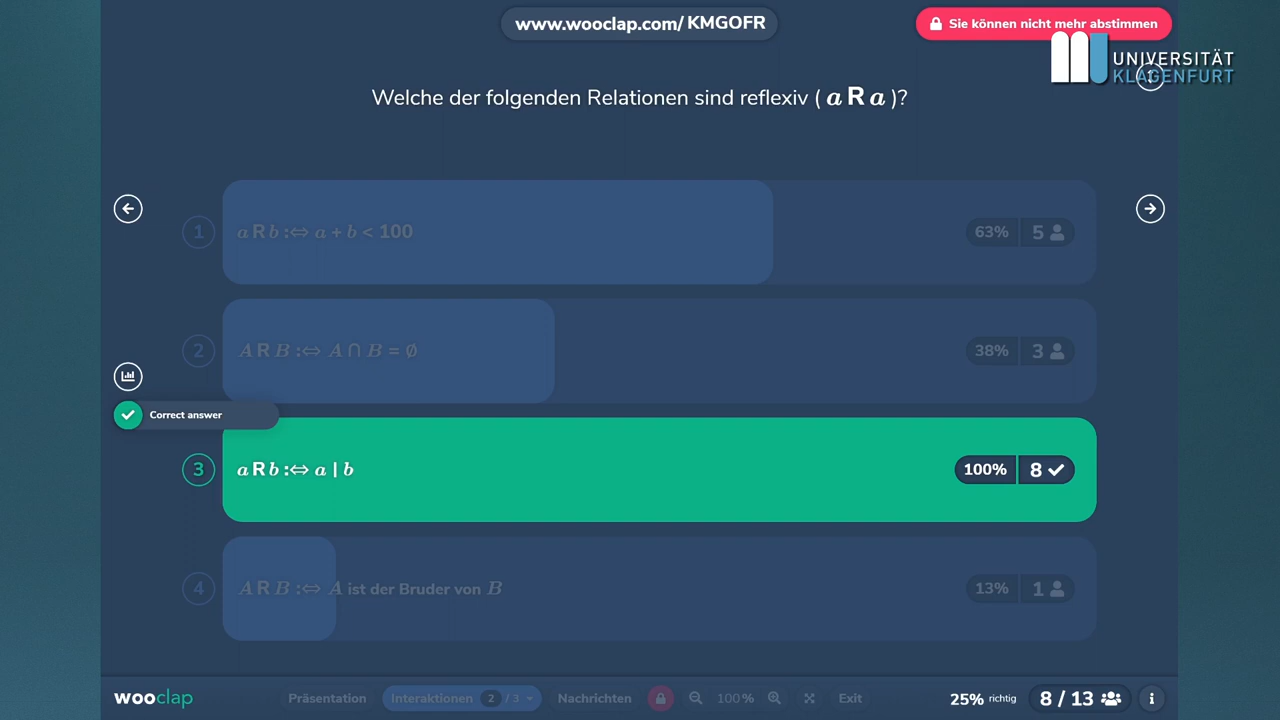 www.wooclap.com/ KMGOFR
Sie können nicht mehr abstimmen
UNIVERSITÄT
KLAGENFURT
Welche der folgenden Relationen sind reflexiv ( a R a )?
1
a R b :⇔ a + b < 100
63%
5
2
A R B :⇔ A ∩ B = ∅
38%
3
Correct answer
3
a R b :⇔ a | b
100%
8
4
A R B :⇔ A ist der Bruder von B
13%
1
wooclap
Präsentation
Interaktionen 2 / 3
Nachrichten
100 %
Exit
25% richtig
8 / 13
i